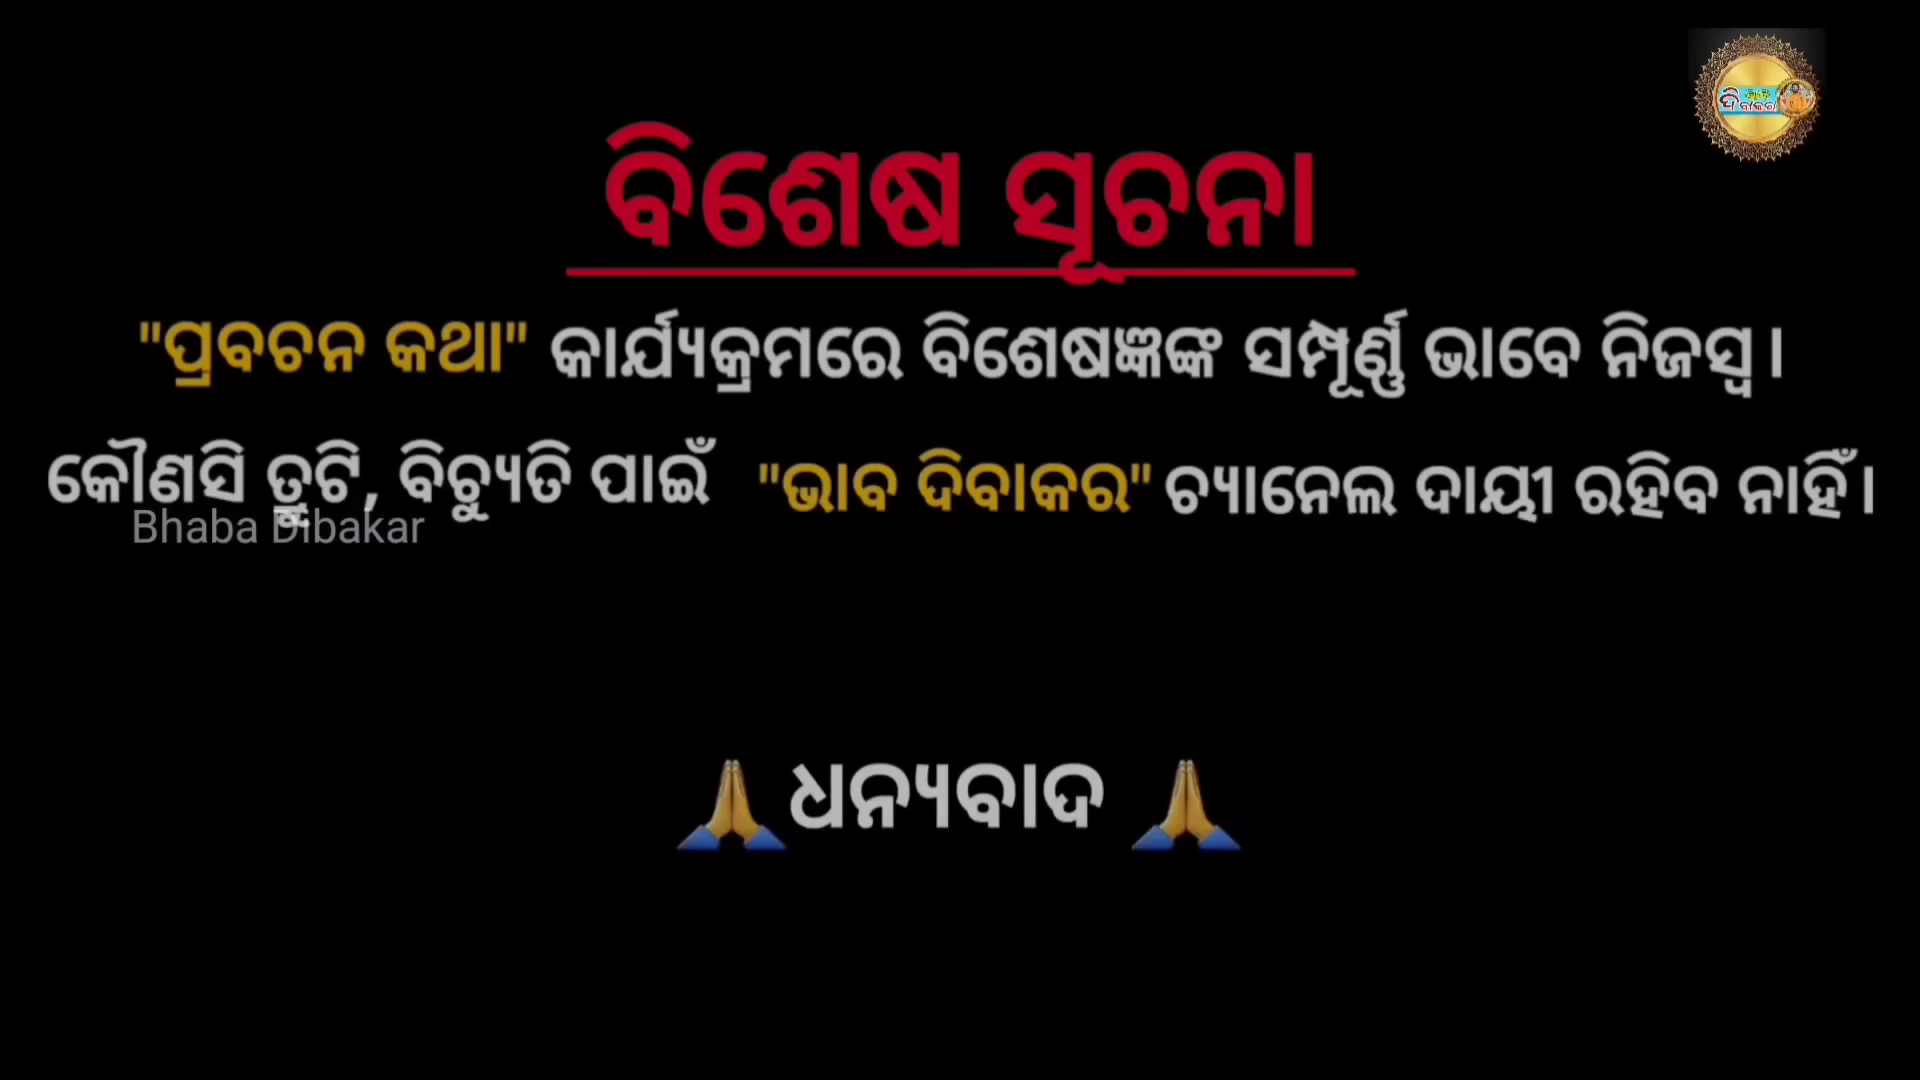 ବିଶେଷ ସୂଚନା
"ପ୍ରବଚନ କଥା" କାର୍ଯ୍ୟକ୍ରମରେ ବିଶେଷଜ୍ଞଙ୍କ ସମ୍ପୂର୍ଣ୍ଣ ଭାବେ ନିଜସ୍ୱ ।
କୌଣସି ତ୍ରୁଟି, ବିଚ୍ୟୁତି ପାଇଁ "ଭାବ ଦିବାକର" ଚ୍ୟାନେଲ ଦାୟୀ ରହିବ ନାହିଁ ।
Bhaba Dibakar
🙏 ଧନ୍ୟବାଦ 🙏